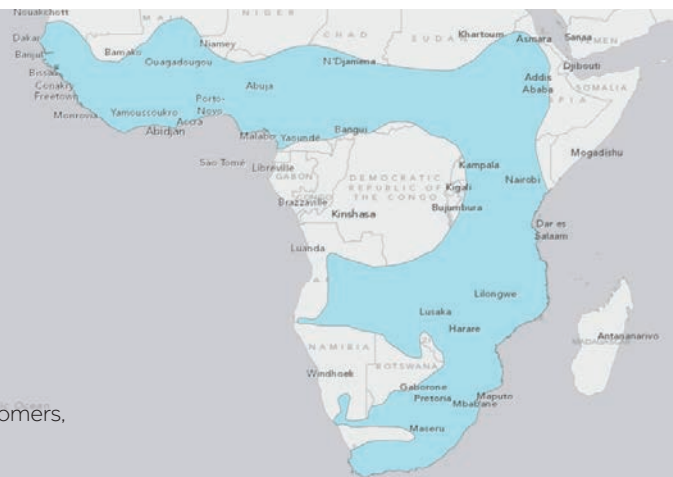 Nouakchott
MALI
NIGER
CHAD
SUDAN
Khartoum
Asmara
Sanaa
YEMEN
Dakar
Banjul
Bissau
Conakry
Freetown
Monrovia
Bamako
Ouagadougou
Niamey
N'Djamena
Djibouti
Addis
Ababa
SOMALIA
Abuja
Yamoussoukro
Porto-
Novo
Accra
Abidjan
Malabo
Yaoundé
Bangui
Mogadishu
Sao Tomé
Libreville
GABON
DEMOCRATIC
REPUBLIC OF
THE CONGO
Kampala
Kigali
Nairobi
Bujumbura
Brazzaville
Kinshasa
Dar es
Salaam
Luanda
Lilongwe
Lusaka
Harare
NAMIBIA
Windhoek
BOTSWANA
Antananarivo
MADAGASCAR
Gaborone
Pretoria
Maputo
Mbabane
Maseru
omers,